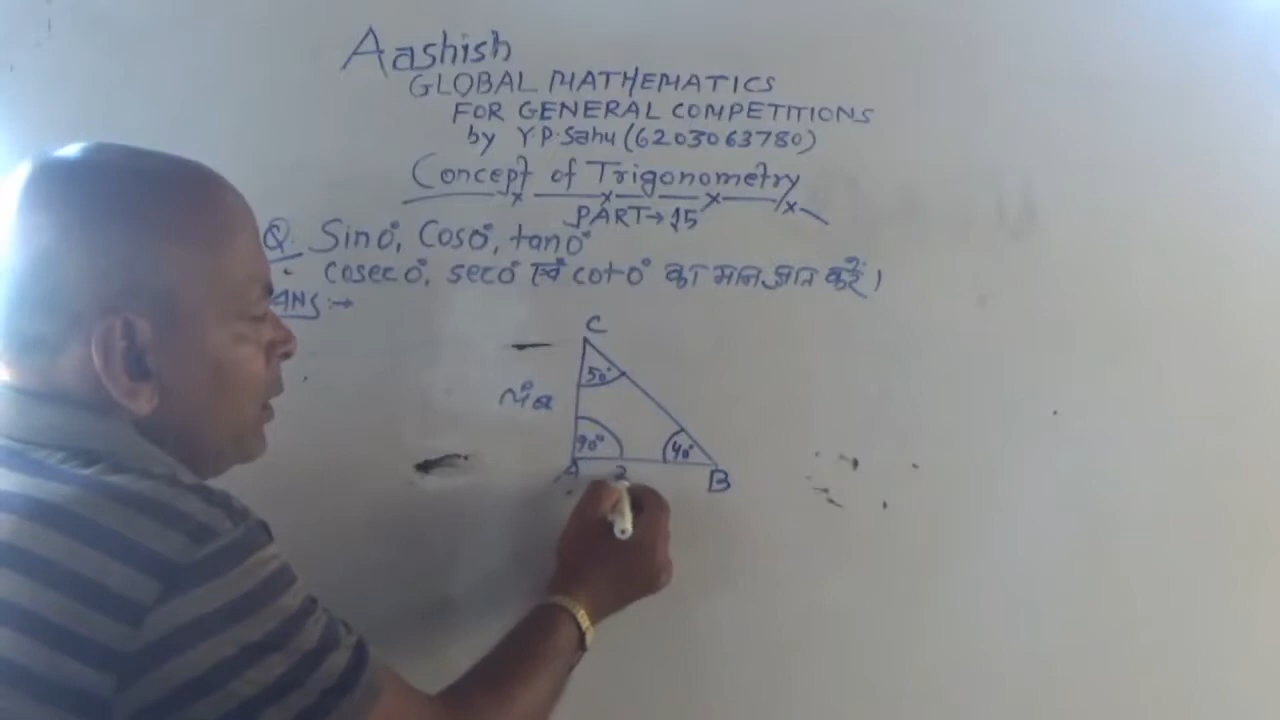 Aashish
GLOBAL MATHEMATICS
FOR GENERAL COMPETITIONS
by Y.P.Sahu (6203063780)
Concept of Trigonometry
PART→15
Q. Sin0°, Cos0°, tan0°
cosec0°, sec0° एवं cot0° का मान ज्ञात करें।
ANS:→
C
50°
लंब
90°
40°
A
B